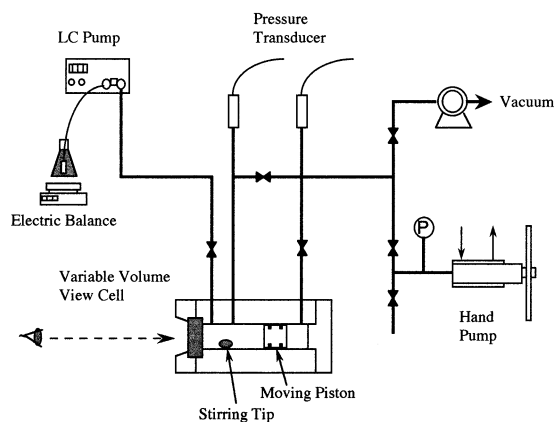 LC Pump
Pressure
Transducer
Vacuum
Electric Balance
P
Variable Volume
View Cell
Hand
Pump
Moving Piston
Stirring Tip